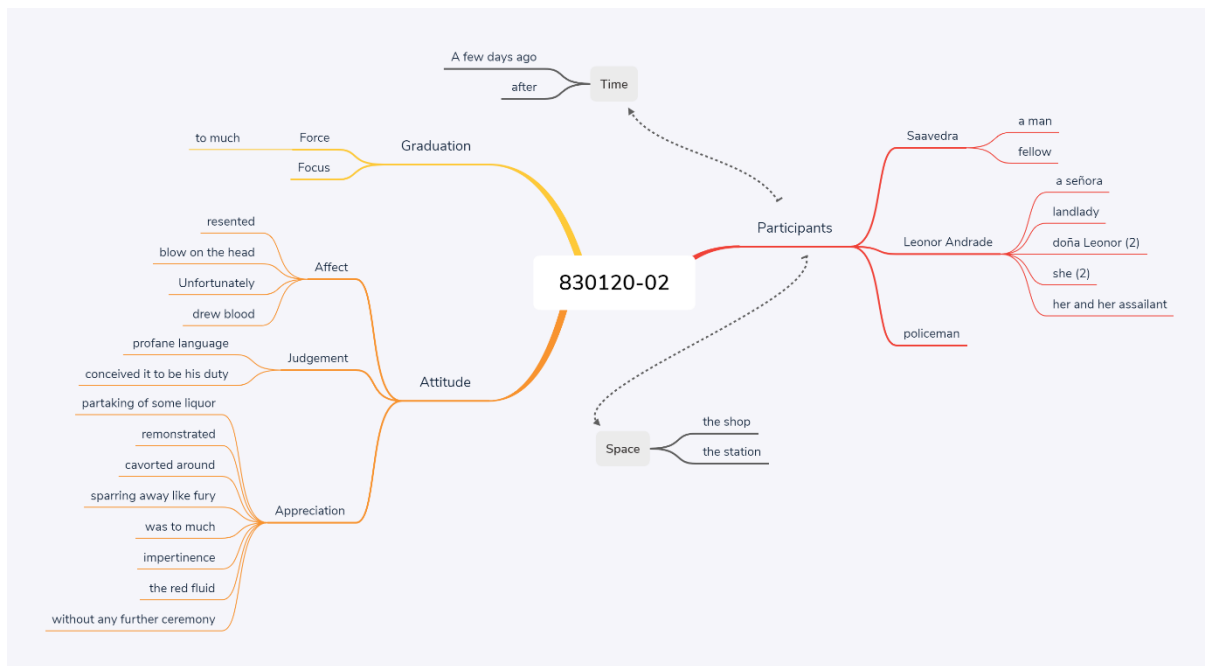 A few days ago
after
Time
to much
Force
Focus
Graduation
Saavedra
a man
fellow
Participants
Leonor Andrade
a señora
landlady
doña Leonor (2)
she (2)
her and her assailant
policeman
830120-02
resented
blow on the head
Unfortunately
drew blood
Affect
profane language
conceived it to be his duty
Judgement
Attitude
partaking of some liquor
remonstrated
cavorted around
sparring away like fury
was to much
impertinence
the red fluid
without any further ceremony
Appreciation
Space
the shop
the station